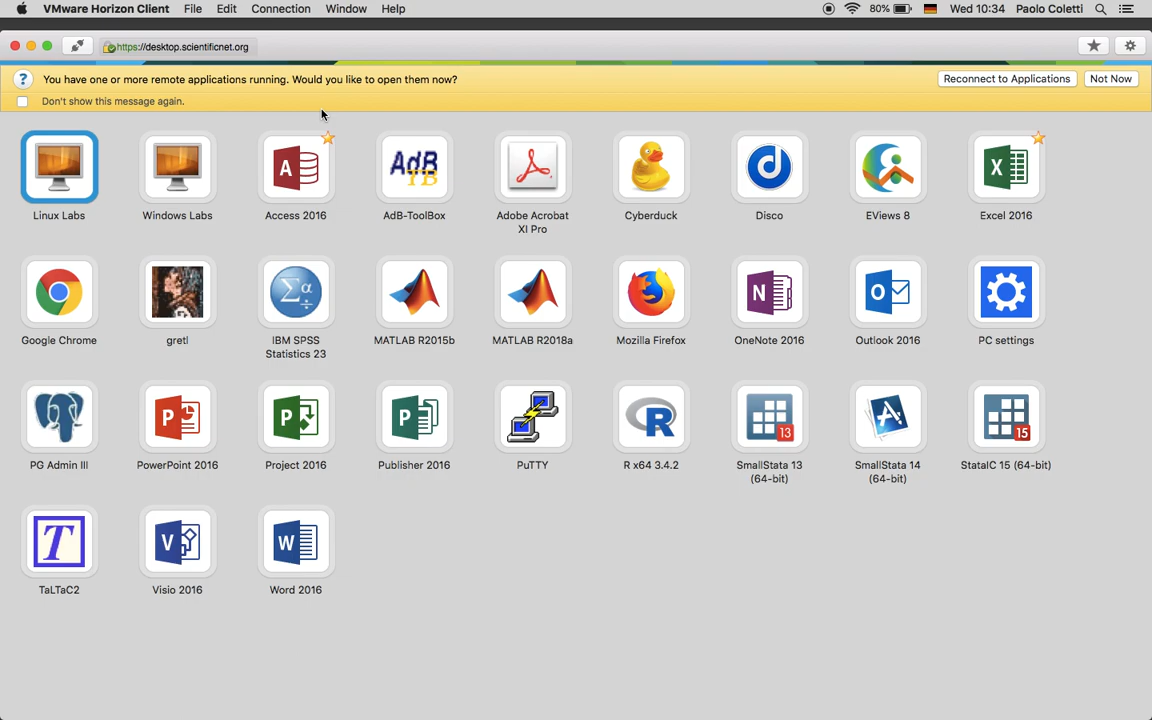 VMware Horizon Client File Edit Connection Window Help 80% Wed 10:34 Paolo Coletti
https://desktop.scientificnet.org
? You have one or more remote applications running. Would you like to open them now? Reconnect to Applications Not Now
Don't show this message again.
AdB
TB
d
X
Linux Labs Windows Labs Access 2016 AdB-ToolBox Adobe Acrobat Cyberduck Disco EViews 8 Excel 2016
XI Pro
Σα
÷
N
O
Google Chrome gretl IBM SPSS MATLAB R2015b MATLAB R2018a Mozilla Firefox OneNote 2016 Outlook 2016 PC settings
Statistics 23
P P P R 13 A 15
PG Admin III PowerPoint 2016 Project 2016 Publisher 2016 PuTTY R x64 3.4.2 SmallStata 13 SmallStata 14 StataIC 15 (64-bit)
(64-bit) (64-bit)
T V W
TaLTaC2 Visio 2016 Word 2016